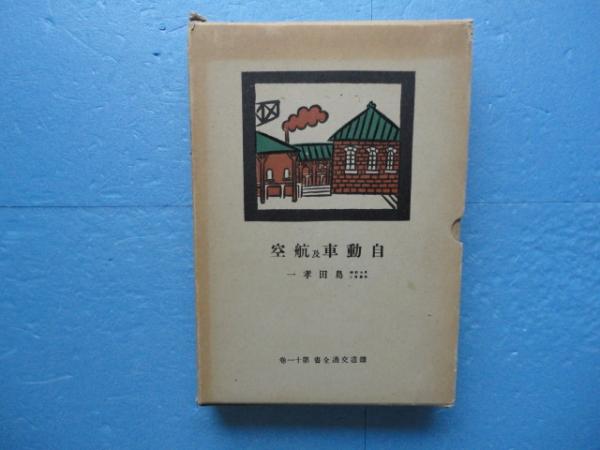 自動車及航空
島田孝一
鐵道交通全書 第十一卷